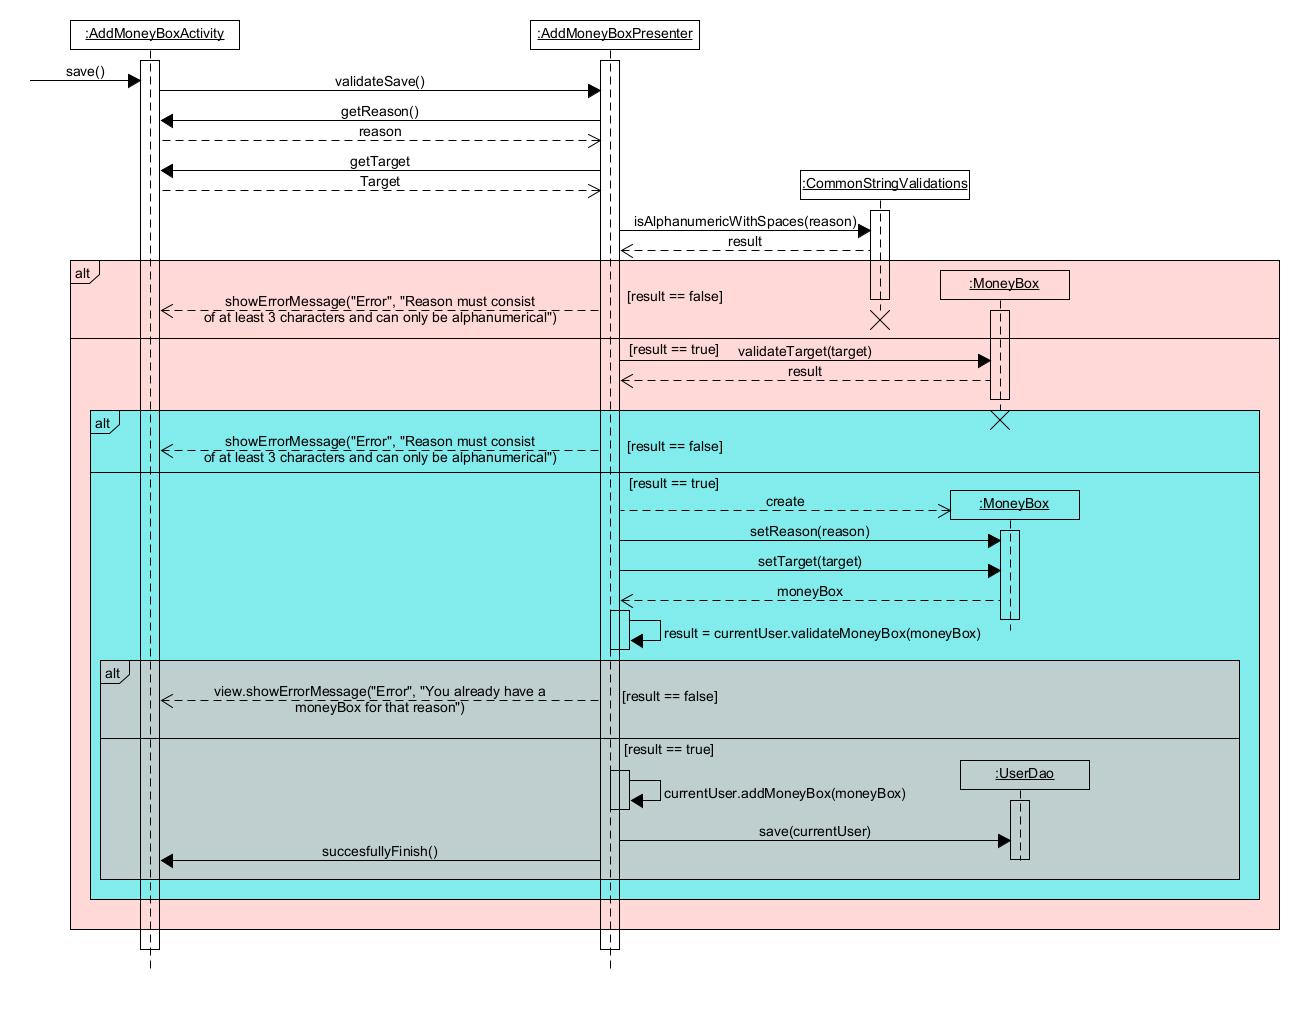 :AddMoneyBoxActivity
:AddMoneyBoxPresenter
save()
validateSave()
getReason()
reason
getTarget
Target
:CommonStringValidations
isAlphanumericWithSpaces(reason)
result
alt
:MoneyBox
showErrorMessage("Error", "Reason must consist
of at least 3 characters and can only be alphanumerical")
[result == false]
[result == true]
validateTarget(target)
result
alt
showErrorMessage("Error", "Reason must consist
of at least 3 characters and can only be alphanumerical")
[result == false]
[result == true]
create
:MoneyBox
setReason(reason)
setTarget(target)
moneyBox
result = currentUser.validateMoneyBox(moneyBox)
alt
view.showErrorMessage("Error", "You already have a
moneyBox for that reason")
[result == false]
[result == true]
:UserDao
currentUser.addMoneyBox(moneyBox)
save(currentUser)
succesfullyFinish()